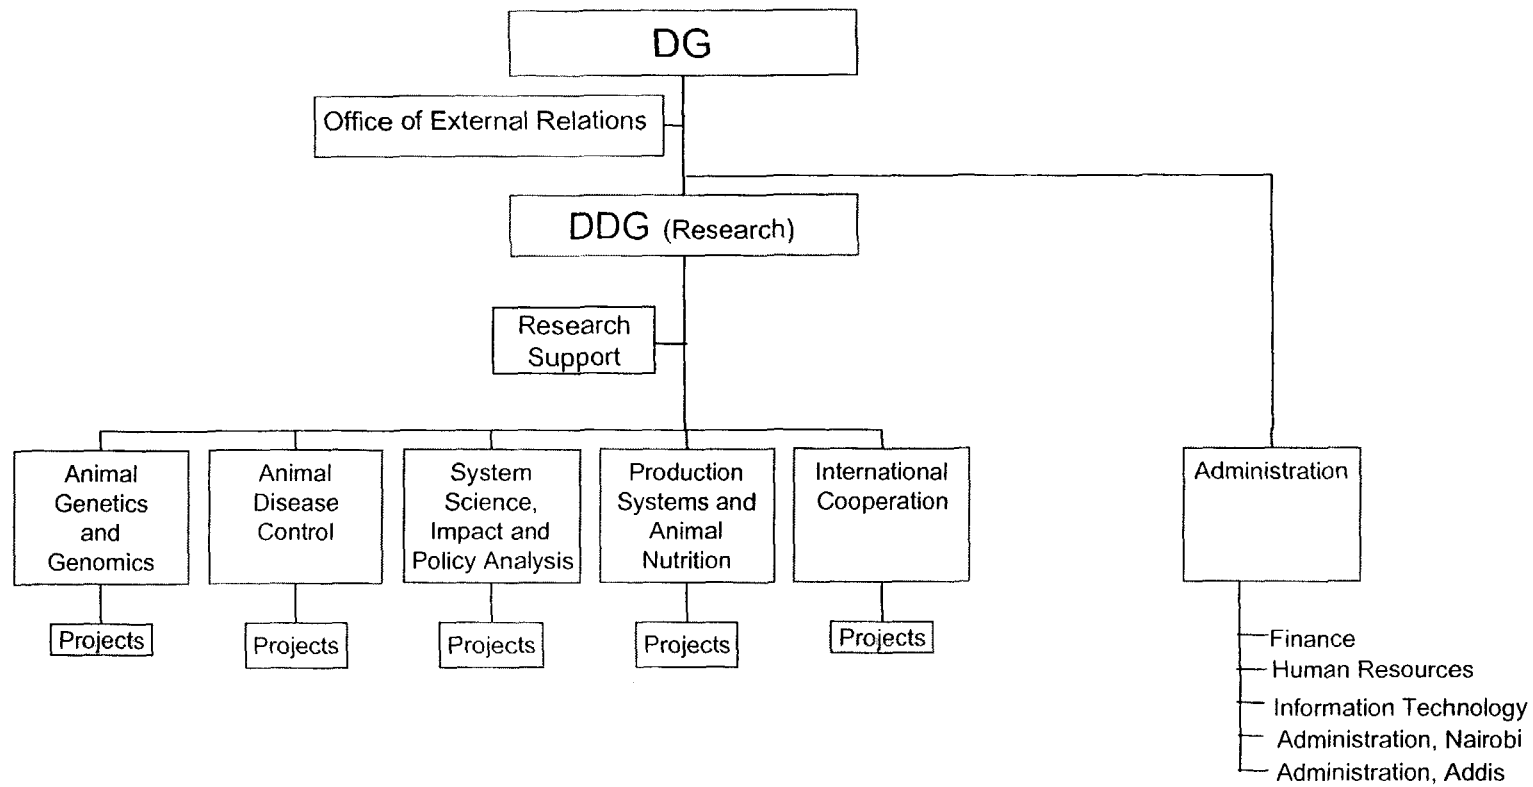 DG
Office of External Relations
DDG (Research)
Research
Support
Animal
Genetics
and
Genomics
Animal
Disease
Control
System
Science,
Impact and
Policy Analysis
Production
Systems and
Animal
Nutrition
International
Cooperation
Administration
Projects
Projects
Projects
Projects
Projects
Finance
Human Resources
Information Technology
Administration, Nairobi
Administration, Addis